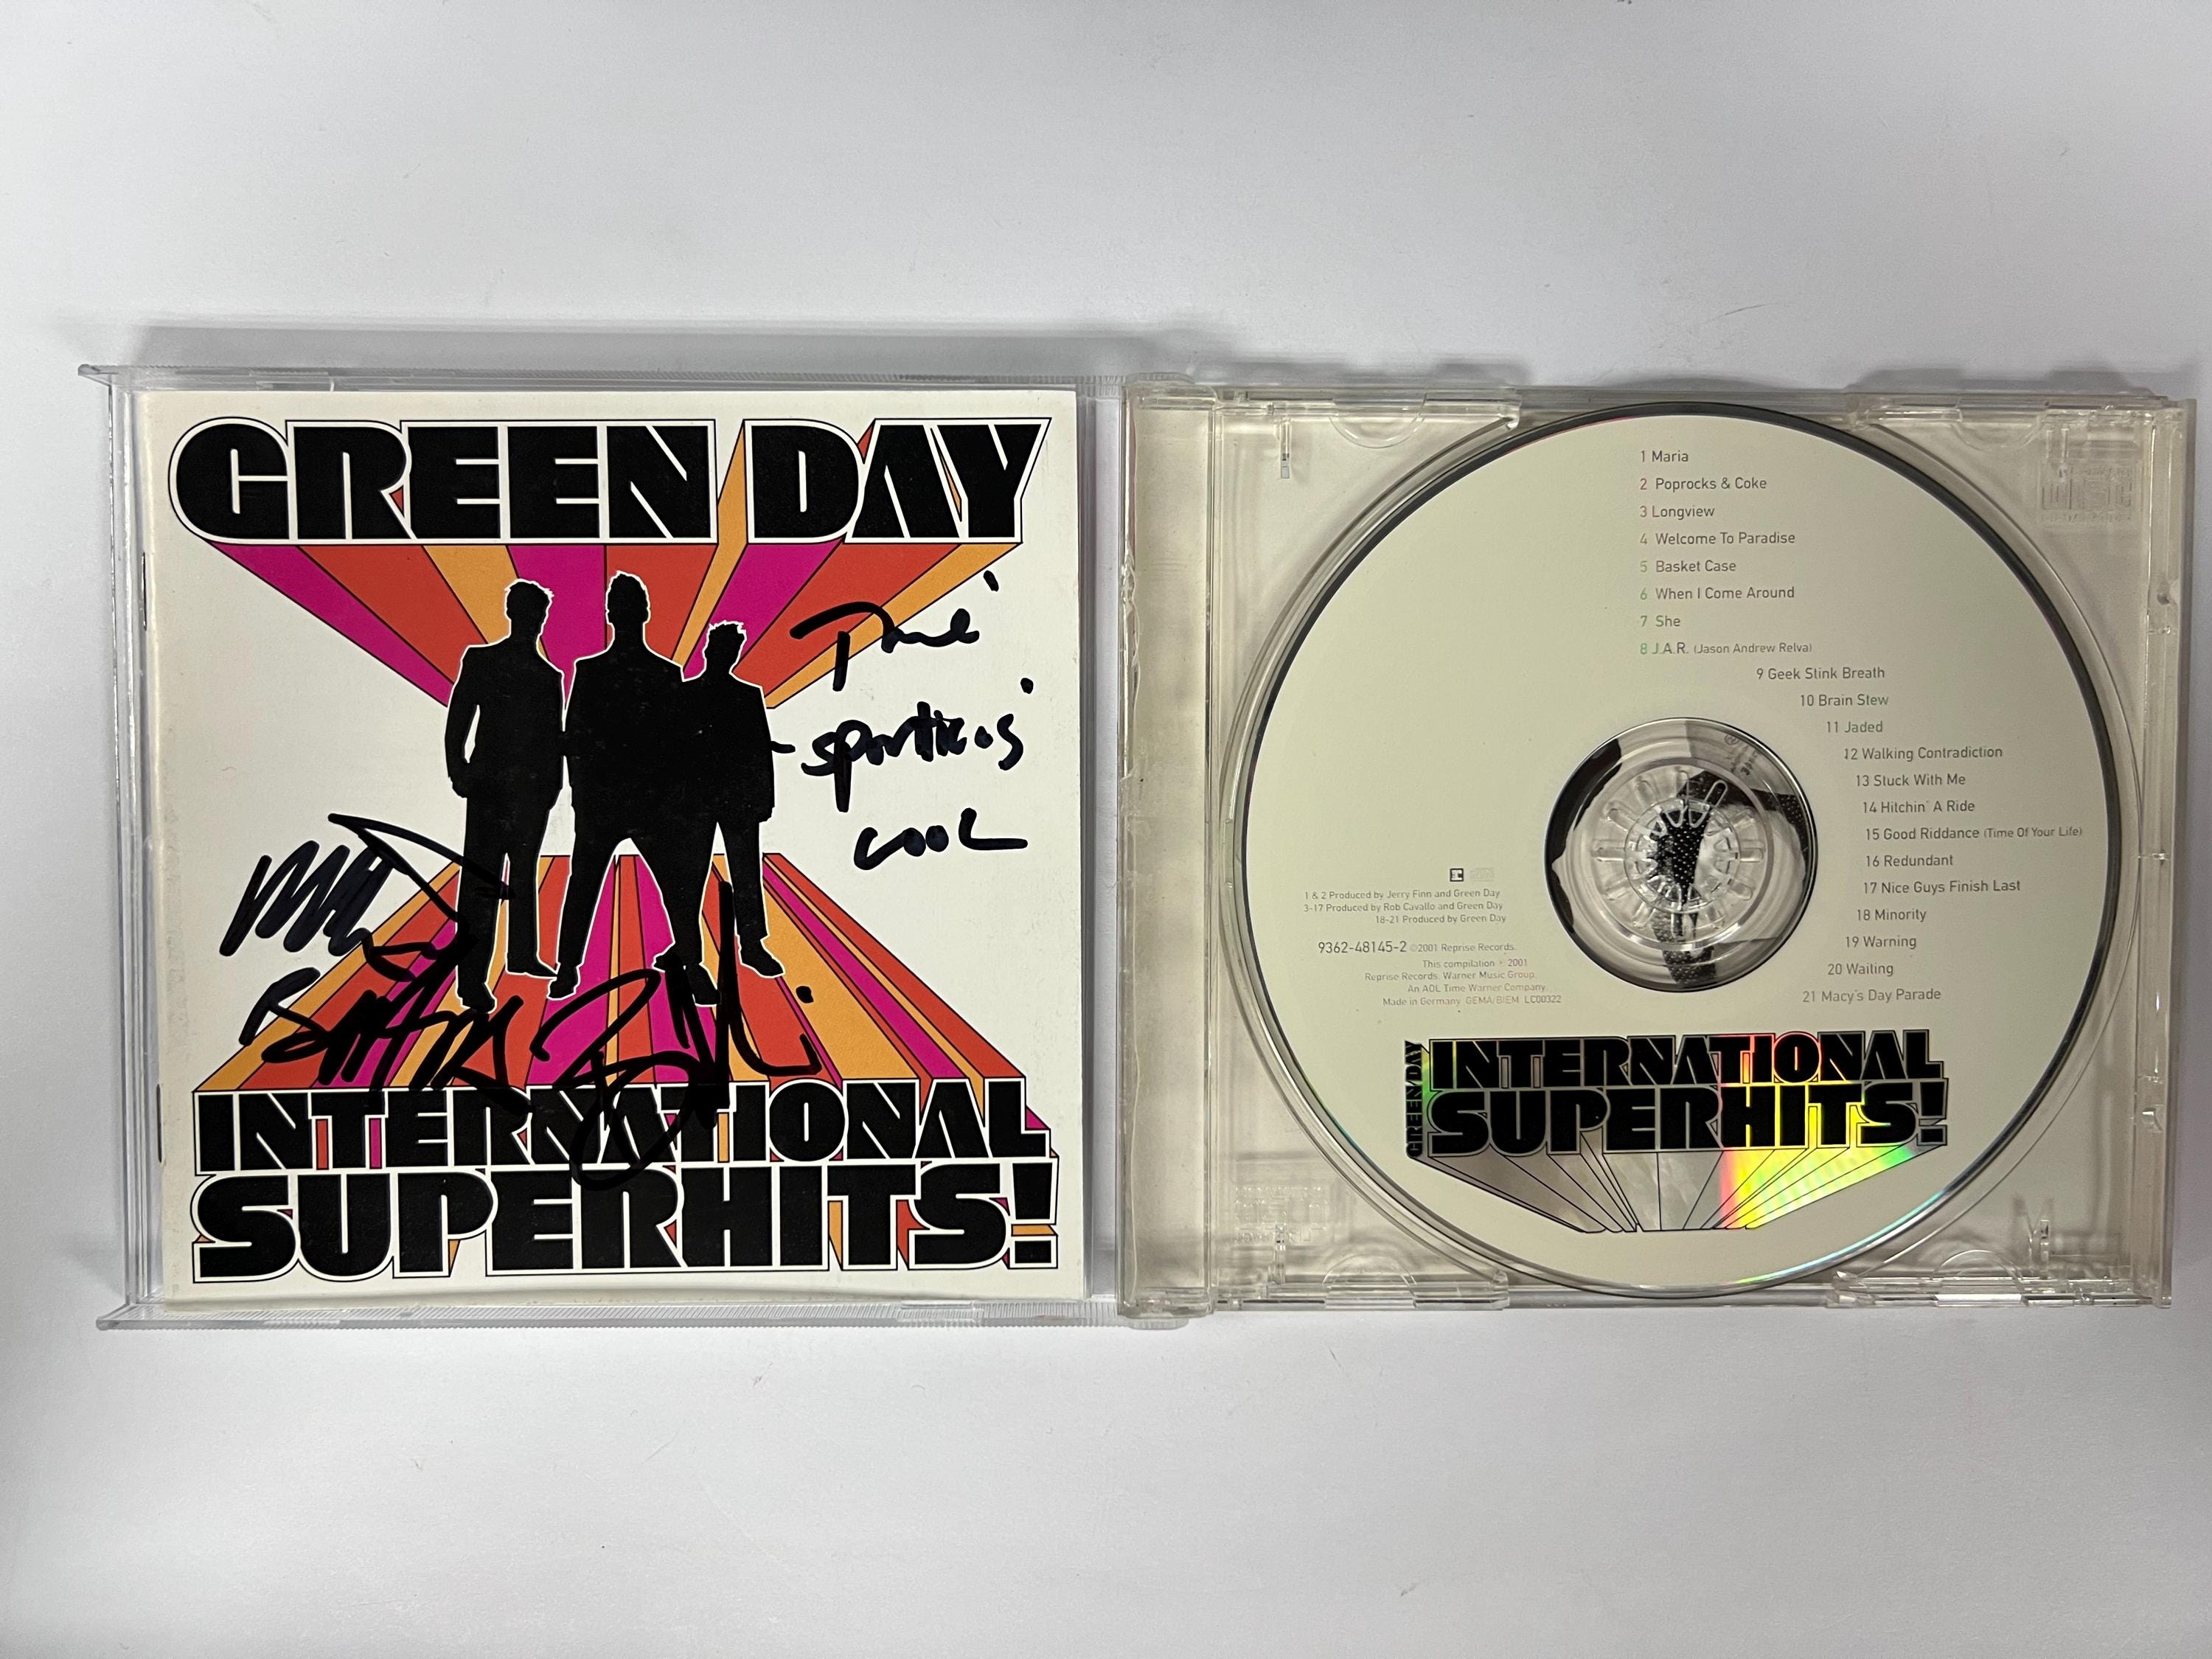 GREEN DAY
INTERNATIONAL
SUPERHITS!
COOL
1 Maria
2 Poprocks & Coke
3 Longview
4 Welcome To Paradise
5 Basket Case
6 When I Come Around
7 She
8 J.A.R. (Jason Andrew Relva)
9 Geek Stink Breath
10 Brain Stew
11 Jaded
12 Walking Contradiction
13 Stuck With Me
14 Hitchin' A Ride
15 Good Riddance (Time Of Your Life)
16 Redundant
17 Nice Guys Finish Last
18 Minority
19 Warning
20 Waiting
21 Macy's Day Parade
1 & 2 Produced by Jerry Finn and Green Day
3-17 Produced by Rob Cavallo and Green Day
18-21 Produced by Green Day
9362-48145-2 ©2001 Reprise Records.
This compilation ℗ 2001
Reprise Records. Warner Music Group.
An AOL Time Warner Company
Made in Germany. GEMA/BIEM LC00322
GREEN DAY
INTERNATIONAL
SUPERHITS!